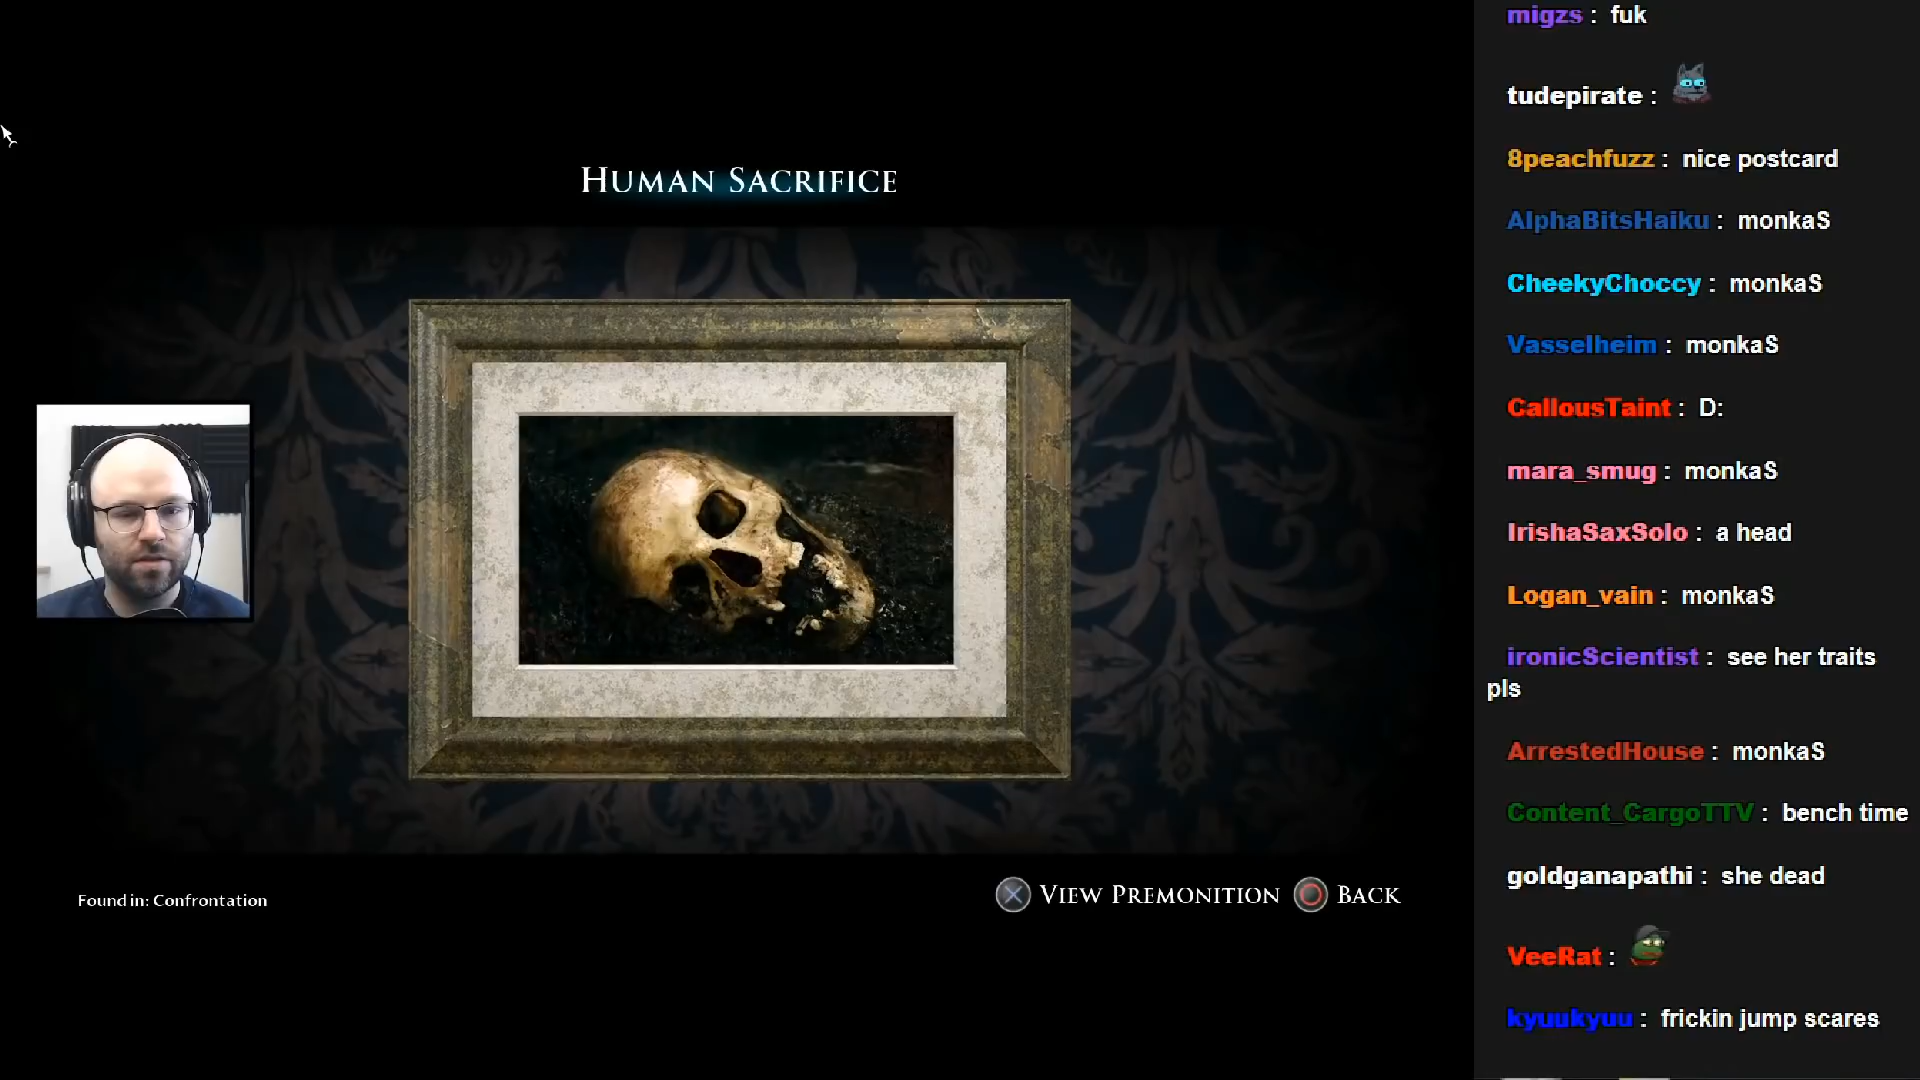 HUMAN SACRIFICE
Found in: Confrontation
VIEW PREMONITION
BACK
migzs : fuk
tudepirate :
8peachfuzz : nice postcard
AlphaBitsHaiku : monkaS
CheekyChoccy : monkaS
Vasselheim : monkaS
CallousTaint : D:
mara_smug : monkaS
IrishaSaxSolo : a head
Logan_vain : monkaS
ironicScientist : see her traits
pls
ArrestedHouse : monkaS
Content_CargoTTV : bench time
goldganapathi : she dead
VeeRat :
kyuukyuu : frickin jump scares